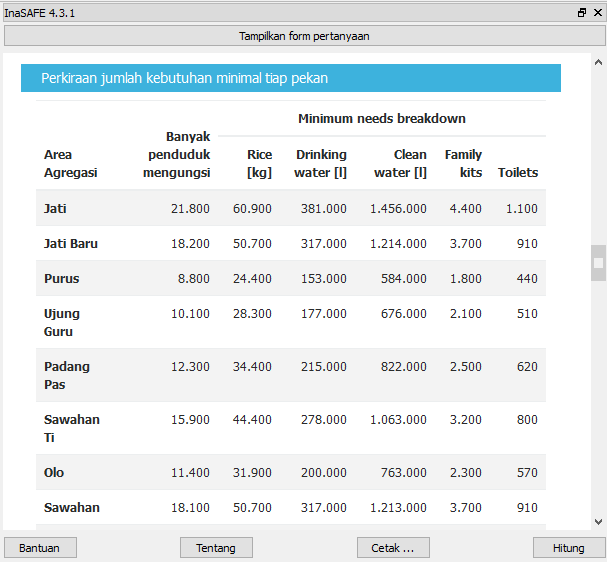 InaSAFE 4.3.1
Tampilkan form pertanyaan
Perkiraan jumlah kebutuhan minimal tiap pekan
Minimum needs breakdown
Area Agregasi Banyak penduduk mengungsi Rice [kg] Drinking water [l] Clean water [l] Family kits Toilets
Jati 21.800 60.900 381.000 1.456.000 4.400 1.100
Jati Baru 18.200 50.700 317.000 1.214.000 3.700 910
Purus 8.800 24.400 153.000 584.000 1.800 440
Ujung Guru 10.100 28.300 177.000 676.000 2.100 510
Padang Pas 12.300 34.400 215.000 822.000 2.500 620
Sawahan Ti 15.900 44.400 278.000 1.063.000 3.200 800
Olo 11.400 31.900 200.000 763.000 2.300 570
Sawahan 18.100 50.700 317.000 1.213.000 3.700 910
Bantuan Tentang Cetak ... Hitung